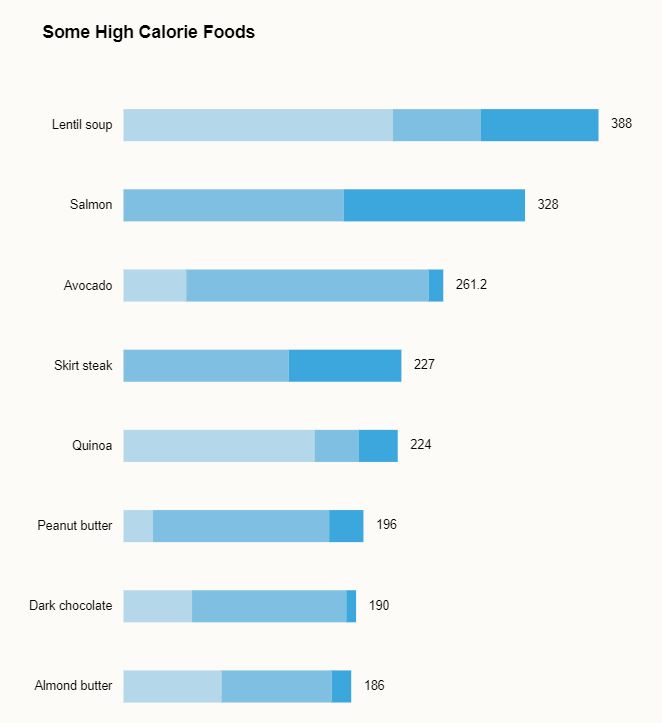 Some High Calorie Foods
Lentil soup 388
Salmon 328
Avocado 261.2
Skirt steak 227
Quinoa 224
Peanut butter 196
Dark chocolate 190
Almond butter 186